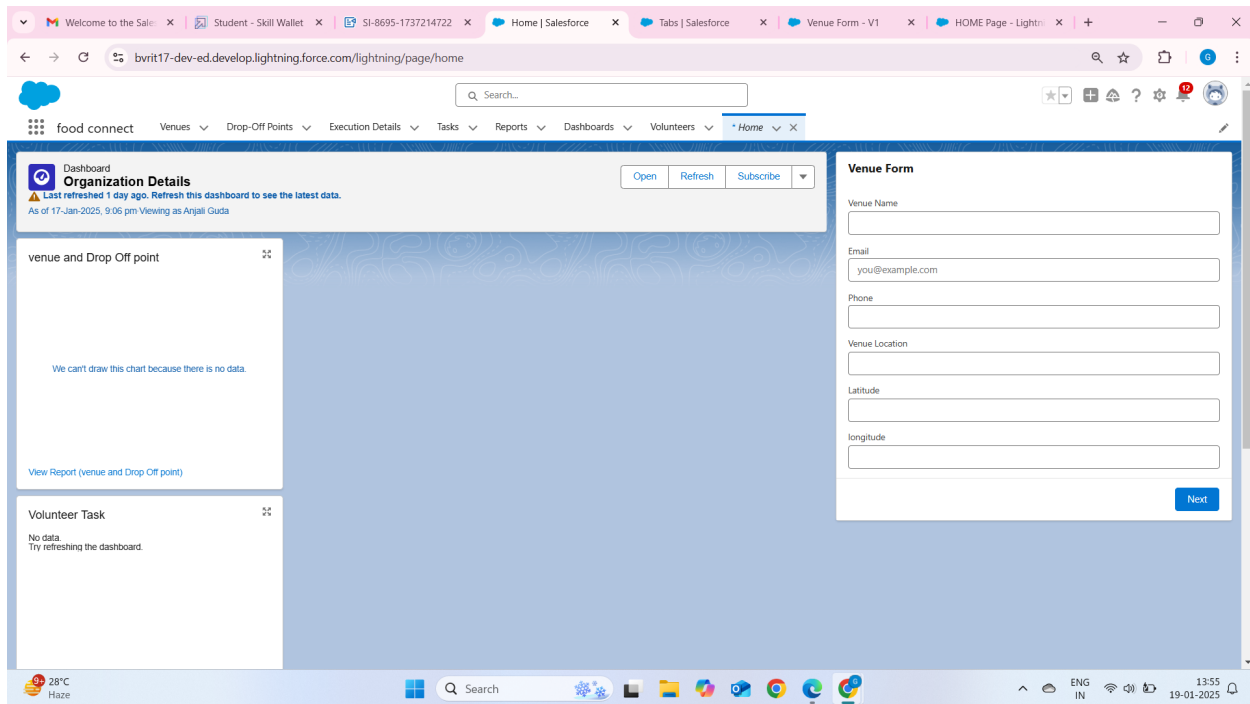 Welcome to the Sale
Student - Skill Wallet
SI-8695-1737214722
Home | Salesforce
Tabs | Salesforce
Venue Form - V1
HOME Page - Lightni
bvrit17-dev-ed.develop.lightning.force.com/lightning/page/home
G
Search...
12
food connect
Venues
Drop-Off Points
Execution Details
Tasks
Reports
Dashboards
Volunteers
* Home
Dashboard
Organization Details
Last refreshed 1 day ago. Refresh this dashboard to see the latest data.
As of 17-Jan-2025, 9:06 pm Viewing as Anjali Guda
Open
Refresh
Subscribe
venue and Drop Off point
We can't draw this chart because there is no data.
View Report (venue and Drop Off point)
Volunteer Task
No data.
Try refreshing the dashboard.
Venue Form
Venue Name
Email
you@example.com
Phone
Venue Location
Latitude
longitude
Next
9+
28°C
Haze
Search
G
ENG
IN
13:55
19-01-2025